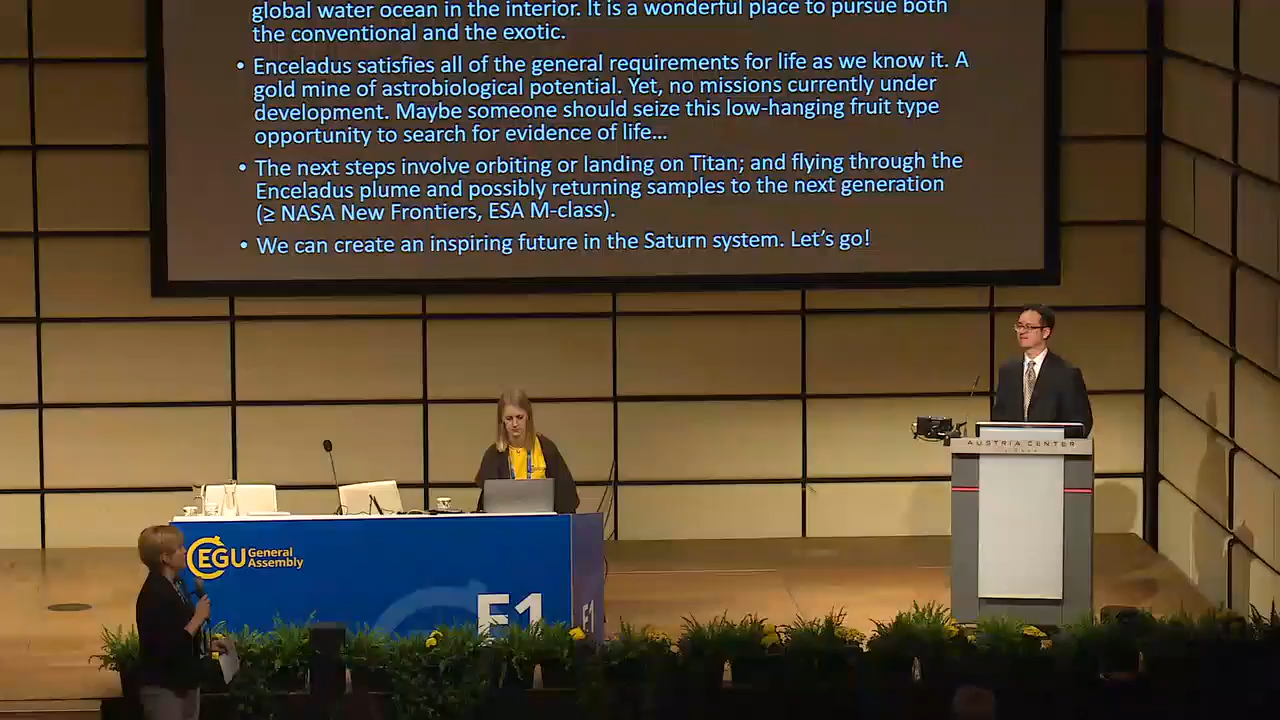 global water ocean in the interior. It is a wonderful place to pursue both
the conventional and the exotic.
• Enceladus satisfies all of the general requirements for life as we know it. A
gold mine of astrobiological potential. Yet, no missions currently under
development. Maybe someone should seize this low-hanging fruit type
opportunity to search for evidence of life...
• The next steps involve orbiting or landing on Titan; and flying through the
Enceladus plume and possibly returning samples to the next generation
(≥ NASA New Frontiers, ESA M-class).
• We can create an inspiring future in the Saturn system. Let's go!
AUSTRIA CENTER
EGU General
Assembly
E1
E1